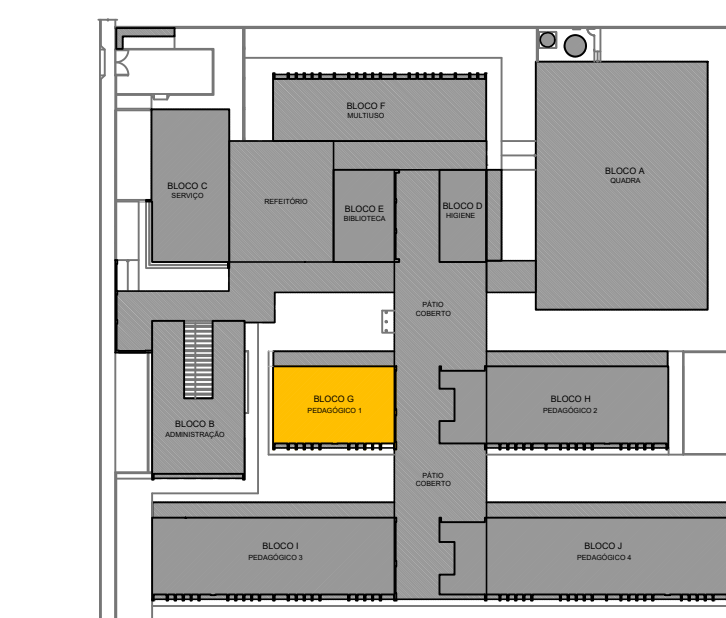 BLOCO F
MULTIUSO
BLOCO A
QUADRA
BLOCO C
SERVIÇO
REFEITÓRIO
BLOCO E
BIBLIOTECA
BLOCO D
HIGIENE
PÁTIO
COBERTO
BLOCO G
PEDAGÓGICO 1
BLOCO H
PEDAGÓGICO 2
BLOCO B
ADMINISTRAÇÃO
PÁTIO
COBERTO
BLOCO I
PEDAGÓGICO 3
BLOCO J
PEDAGÓGICO 4